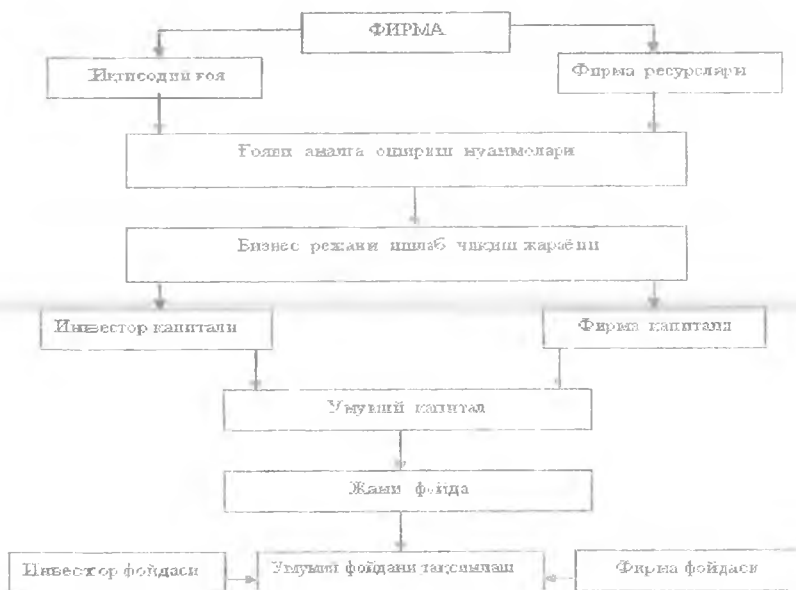 ФИРМА
Иқтисодий ғоя
Фирма ресурслари
Ғояни амалга ошириш муаммолари
Бизнес режани ишлаб чиқиш жараёни
Инвестор капитали
Фирма капитали
Умумий капитал
Жами фойда
Инвестор фойдаси
Умумий фойдани тақсимлаш
Фирма фойдаси